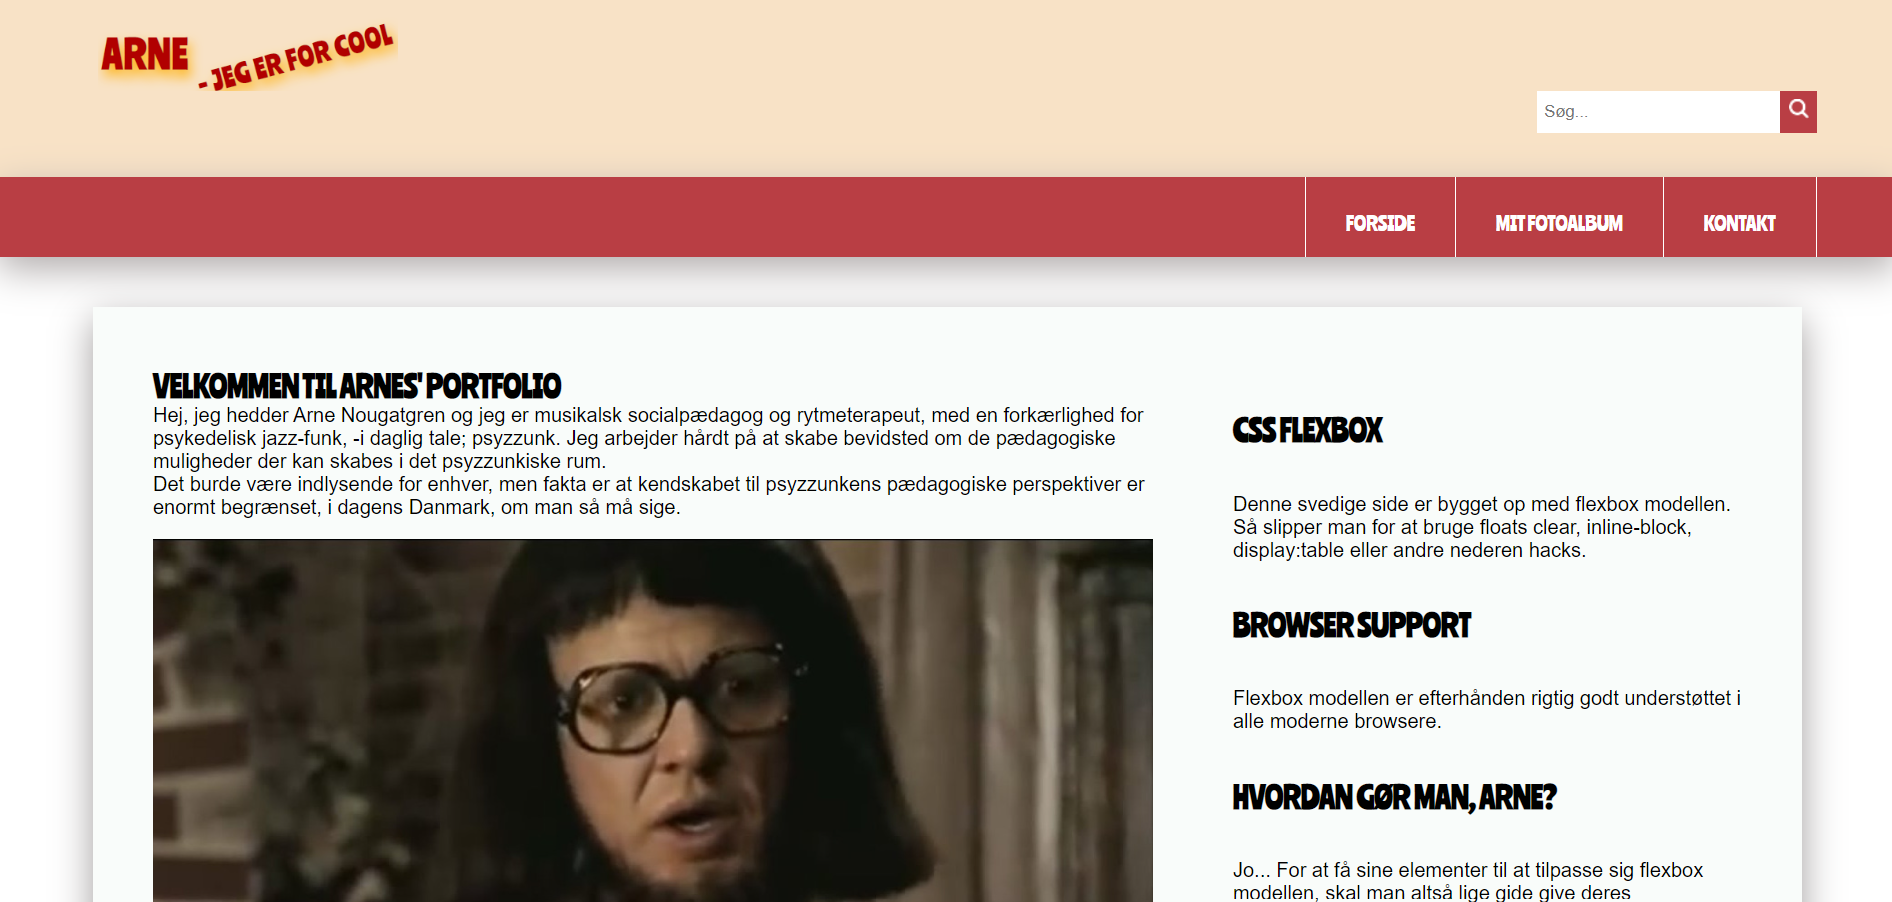 ARNE
- JEG ER FOR COOL
Søg...
FORSIDE
MIT FOTOALBUM
KONTAKT
VELKOMMEN TIL ARNES' PORTFOLIO
Hej, jeg hedder Arne Nougatgren og jeg er musikalsk socialpædagog og rytmeterapeut, med en forkærlighed for
psykedelisk jazz-funk, -i daglig tale; psyzzunk. Jeg arbejder hårdt på at skabe bevidsted om de pædagogiske
muligheder der kan skabes i det psyzzunkiske rum.
Det burde være indlysende for enhver, men fakta er at kendskabet til psyzzunkens pædagogiske perspektiver er
enormt begrænset, i dagens Danmark, om man så må sige.
CSS FLEXBOX
Denne svedige side er bygget op med flexbox modellen.
Så slipper man for at bruge floats clear, inline-block,
display:table eller andre nederen hacks.
BROWSER SUPPORT
Flexbox modellen er efterhånden rigtig godt understøttet i
alle moderne browsere.
HVORDAN GØR MAN, ARNE?
Jo... For at få sine elementer til at tilpasse sig flexbox
modellen, skal man altså lige gide give deres